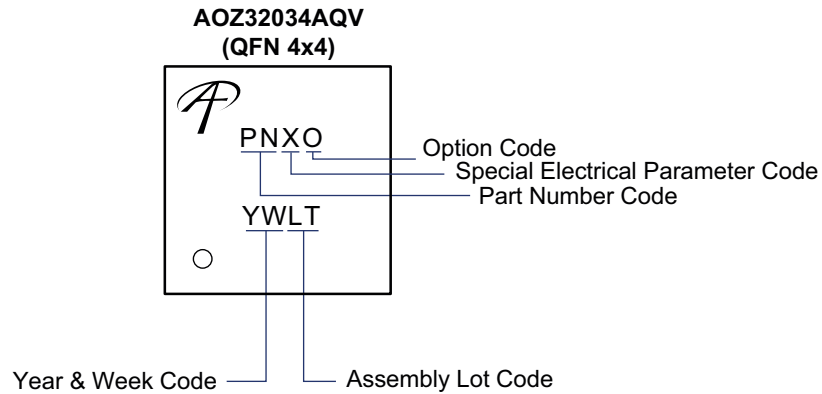 AOZ32034AQV
(QFN 4x4)
PNXO
Option Code
Special Electrical Parameter Code
Part Number Code
YWLT
Year & Week Code
Assembly Lot Code